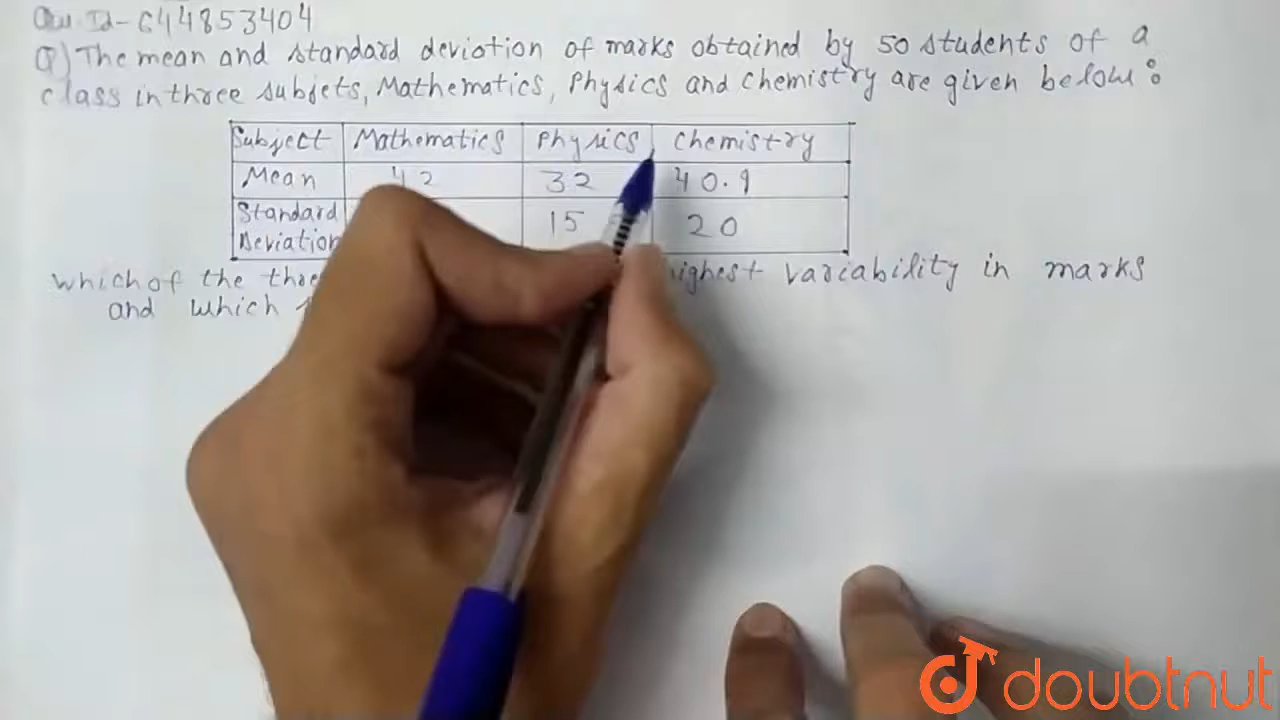 Qu. Id- 644853404
Q) The mean and standard deviation of marks obtained by 50 students of a
class in three subjets, Mathematics, Physics and chemistry are given below :
Subject Mathematics Physics Chemistry
Mean 42 32 40.9
Standard 15 20
Deviation
which of the highest variability in marks
and which
doubtnut